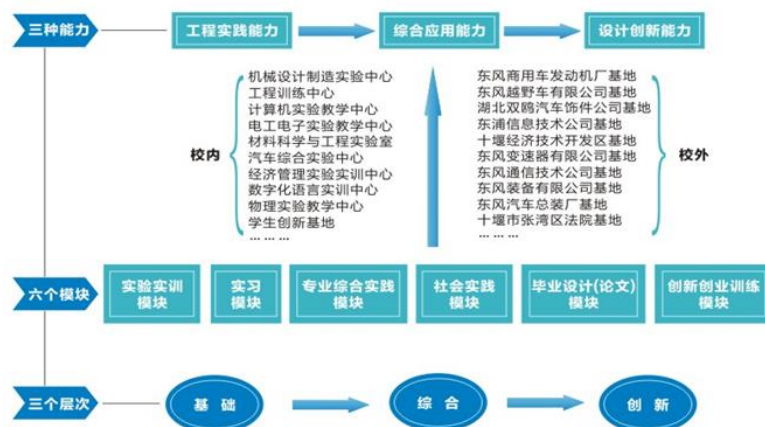 三种能力
工程实践能力
综合应用能力
设计创新能力
校内
机械设计制造实验中心
工程训练中心
计算机实验教学中心
电工电子实验教学中心
材料科学与工程实验室
汽车综合实验中心
经济管理实验实训中心
数字化语言实训中心
物理实验教学中心
学生创新基地
… … …
东风商用车发动机厂基地
东风越野车有限公司基地
湖北双鸥汽车饰件公司基地
东浦信息技术公司基地
十堰经济技术开发区基地
东风变速器有限公司基地
东风通信技术公司基地
东风装备有限公司基地
东风汽车总装厂基地
十堰市张湾区法院基地
… … …
校外
六个模块
实验实训
模块
实习
模块
专业综合实践
模块
社会实践
模块
毕业设计(论文)
模块
创新创业训练
模块
三个层次
基 础
综 合
创 新